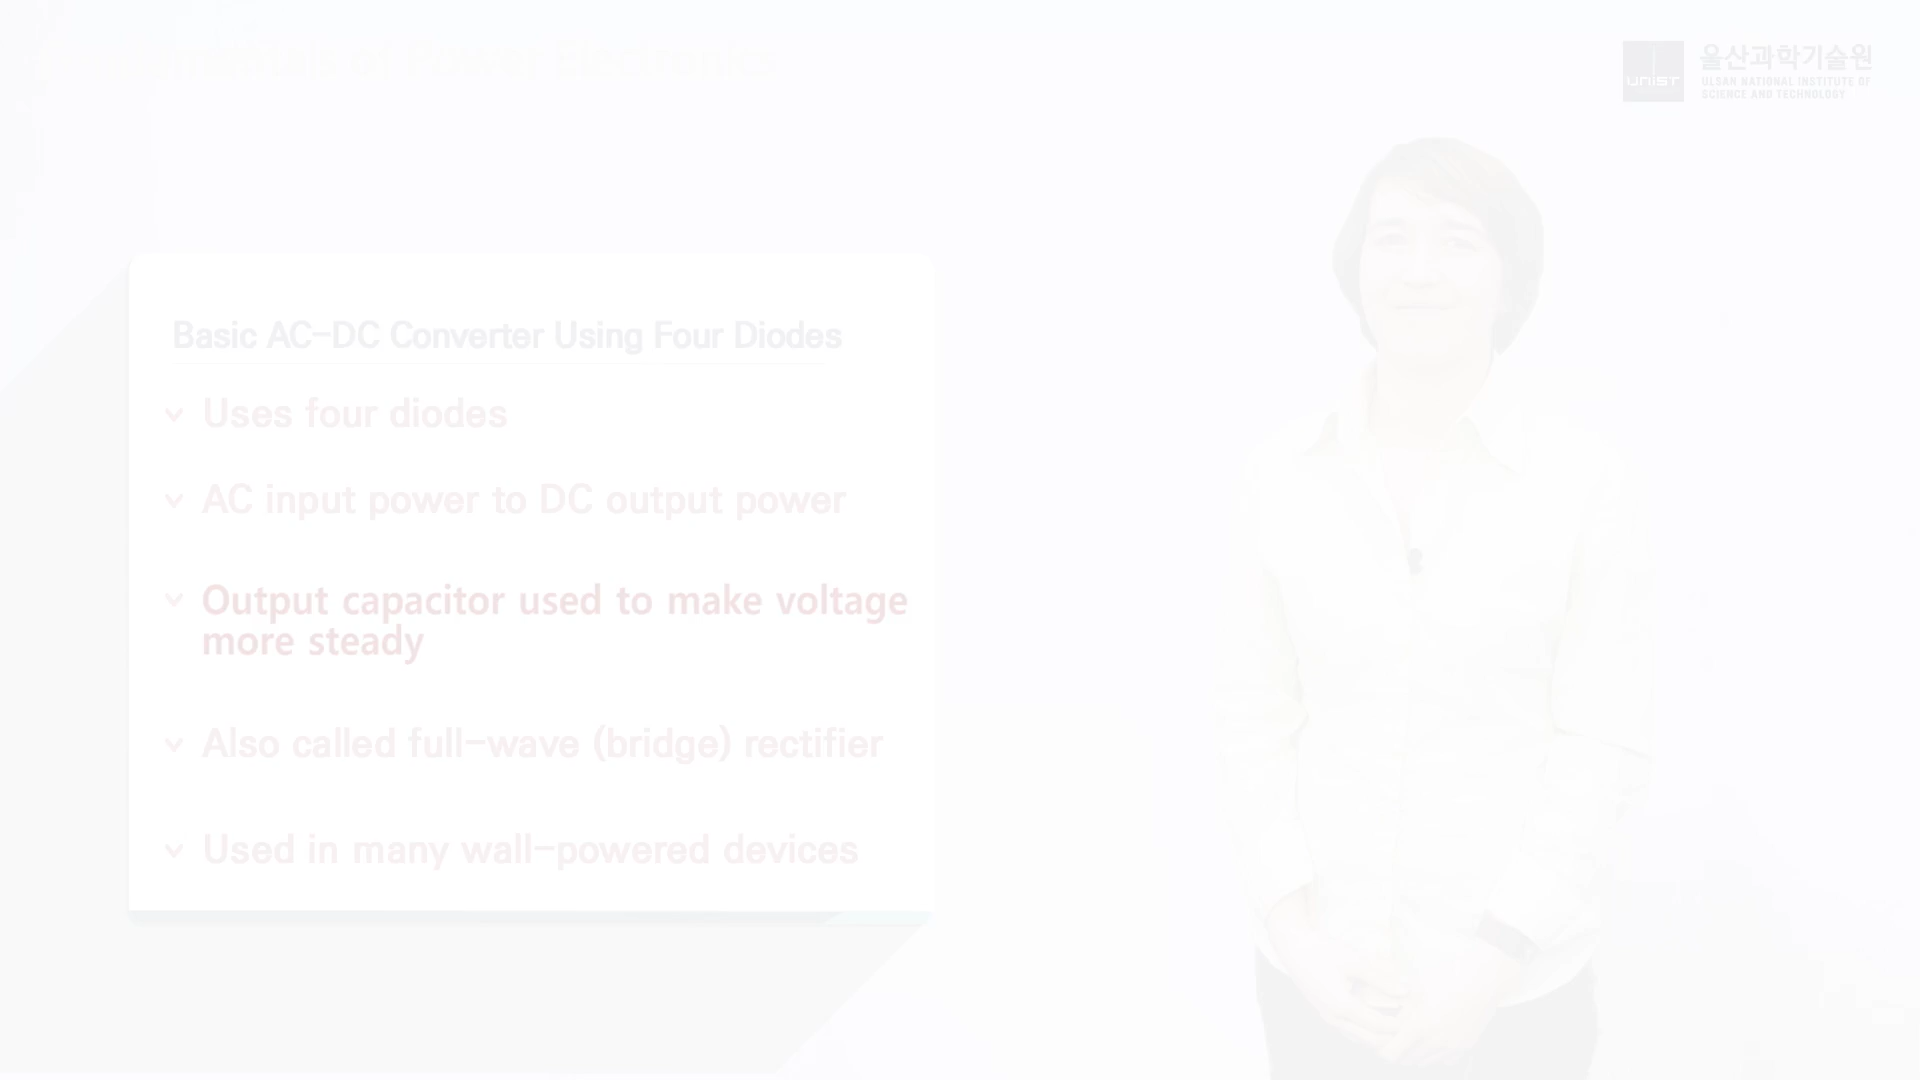 Fundamentals of Power Electronics
unist
울산과학기술원
ULSAN NATIONAL INSTITUTE OF
SCIENCE AND TECHNOLOGY
Basic AC-DC Converter Using Four Diodes
Uses four diodes
AC input power to DC output power
Output capacitor used to make voltage
more steady
Also called full-wave (bridge) rectifier
Used in many wall-powered devices